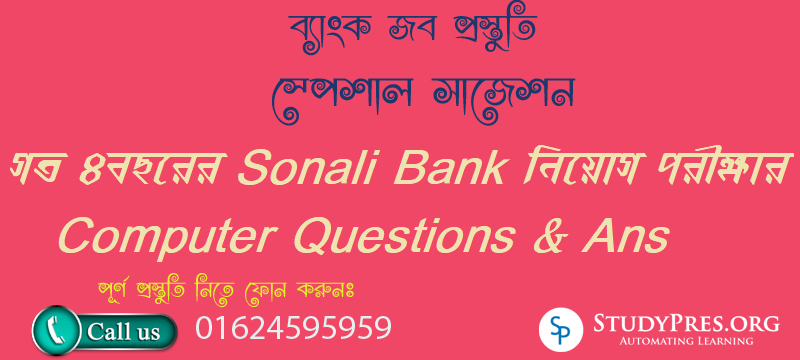 ব্যাংক জব প্রস্তুতি
স্পেশাল সাজেশন
গত ৪বছরের Sonali Bank নিয়োগ পরীক্ষার
Computer Questions & Ans
পূর্ণ প্রস্তুতি নিতে ফোন করুনঃ
Call us 01624595959
SP STUDYPRES.ORG
AUTOMATING LEARNING